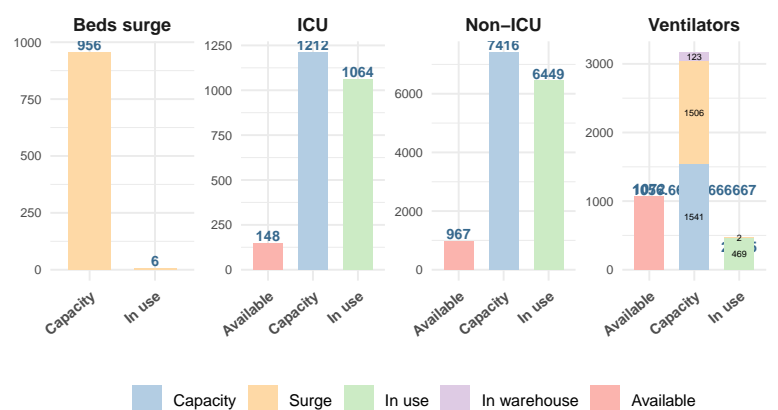 Beds surge
ICU
Non−ICU
Ventilators
956
6
1000
750
500
250
0
Capacity
In use
148
1212
1064
1250
1000
750
500
250
0
Available
Capacity
In use
967
7416
6449
6000
4000
2000
0
Available
Capacity
In use
123
1506
1541
1072
2
469
3000
2000
1000
0
Available
Capacity
In use
Capacity
Surge
In use
In warehouse
Available